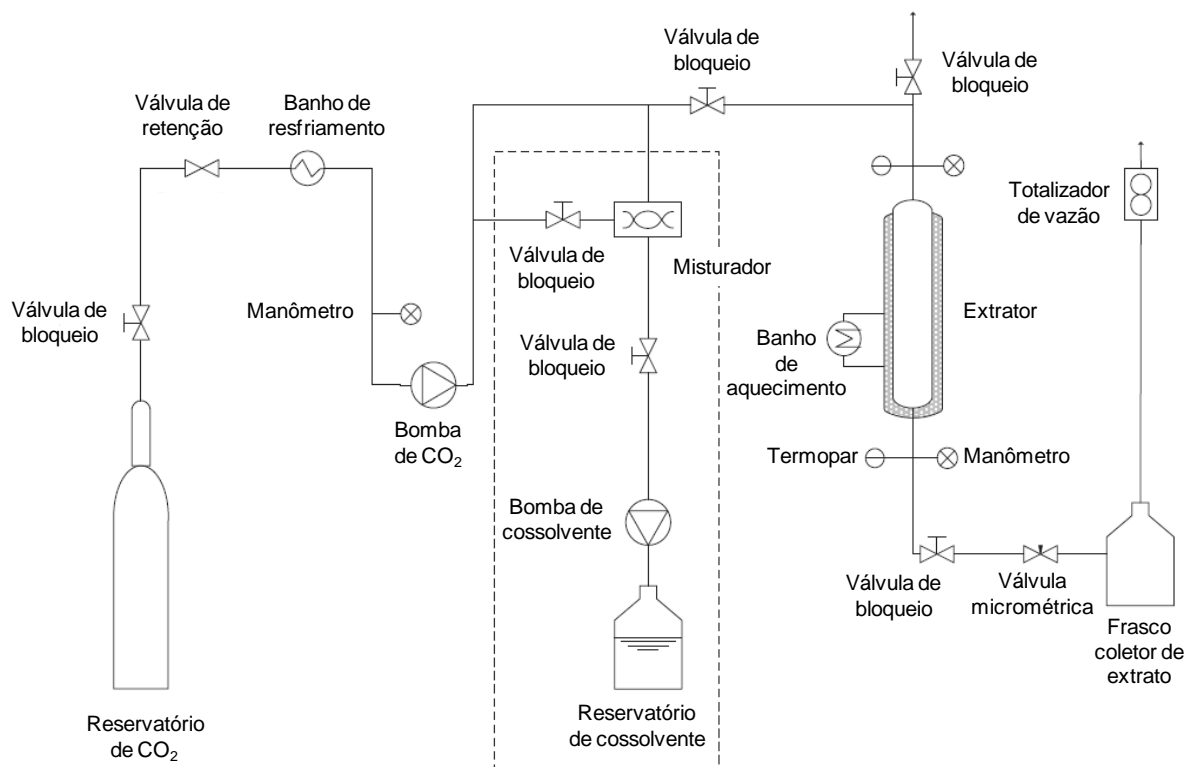 Válvula de
bloqueio
Válvula de
bloqueio
Válvula de
retenção
Banho de
resfriamento
Totalizador
de vazão
Válvula de
bloqueio
Misturador
Válvula de
bloqueio
Manômetro
Extrator
Válvula de
bloqueio
Banho
de
aquecimento
Bomba
de CO₂
Termopar
Manômetro
Bomba de
cossolvente
Válvula de
bloqueio
Válvula
micrométrica
Frasco
coletor de
extrato
Reservatório
de CO₂
Reservatório
de cossolvente